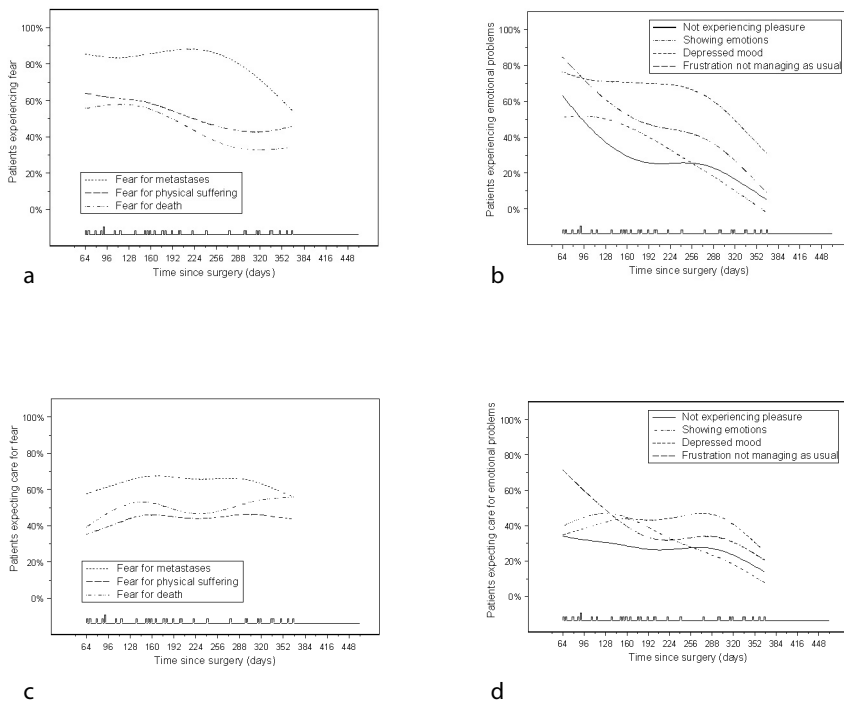 Patients experiencing fear
100%
80%
60%
40%
20%
0%
Fear for metastases
Fear for physical suffering
Fear for death
64 96 128 160 192 224 256 288 320 352 384 416 448
Time since surgery (days)
a
Patients experiencing emotional problems
100%
80%
60%
40%
20%
0%
Not experiencing pleasure
Showing emotions
Depressed mood
Frustration not managing as usual
64 96 128 160 192 224 256 288 320 352 384 416 448
Time since surgery (days)
b
Patients expecting care for fear
100%
80%
60%
40%
20%
0%
Fear for metastases
Fear for physical suffering
Fear for death
64 96 128 160 192 224 256 288 320 352 384 416 448
Time since surgery (days)
c
Patients expecting care for emotional problems
100%
80%
60%
40%
20%
0%
Not experiencing pleasure
Showing emotions
Depressed mood
Frustration not managing as usual
64 96 128 160 192 224 256 288 320 352 384 416 448
Time since surgery (days)
d